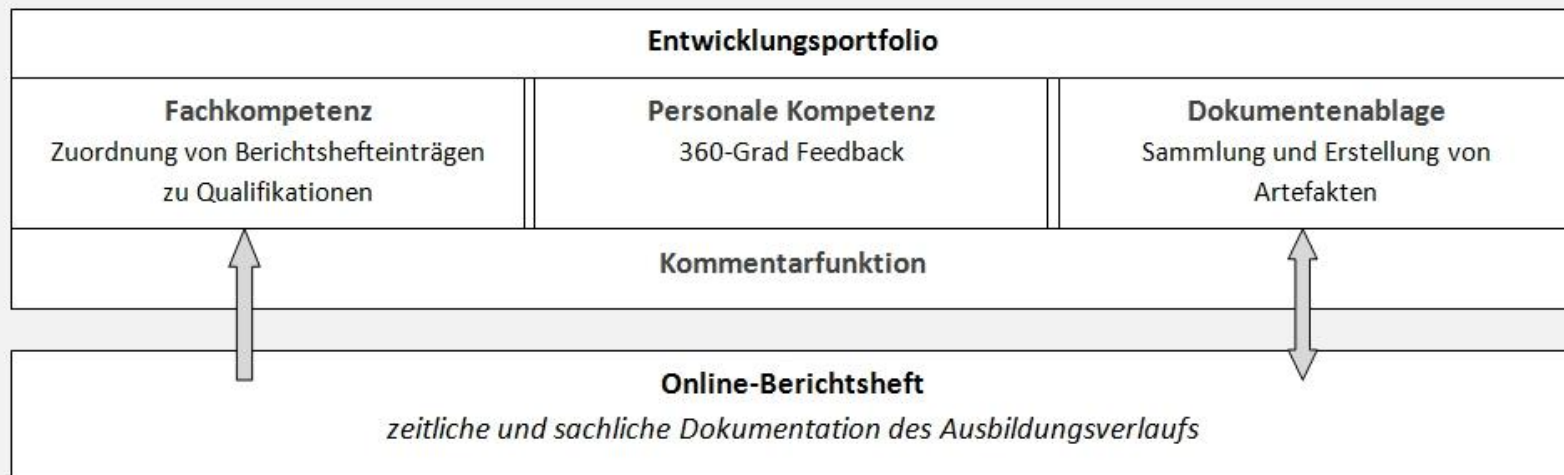 Entwicklungsportfolio
Fachkompetenz
Zuordnung von Berichtshefteinträgen
zu Qualifikationen
Personale Kompetenz
360-Grad Feedback
Dokumentenablage
Sammlung und Erstellung von
Artefakten
Kommentarfunktion
Online-Berichtsheft
zeitliche und sachliche Dokumentation des Ausbildungsverlaufs